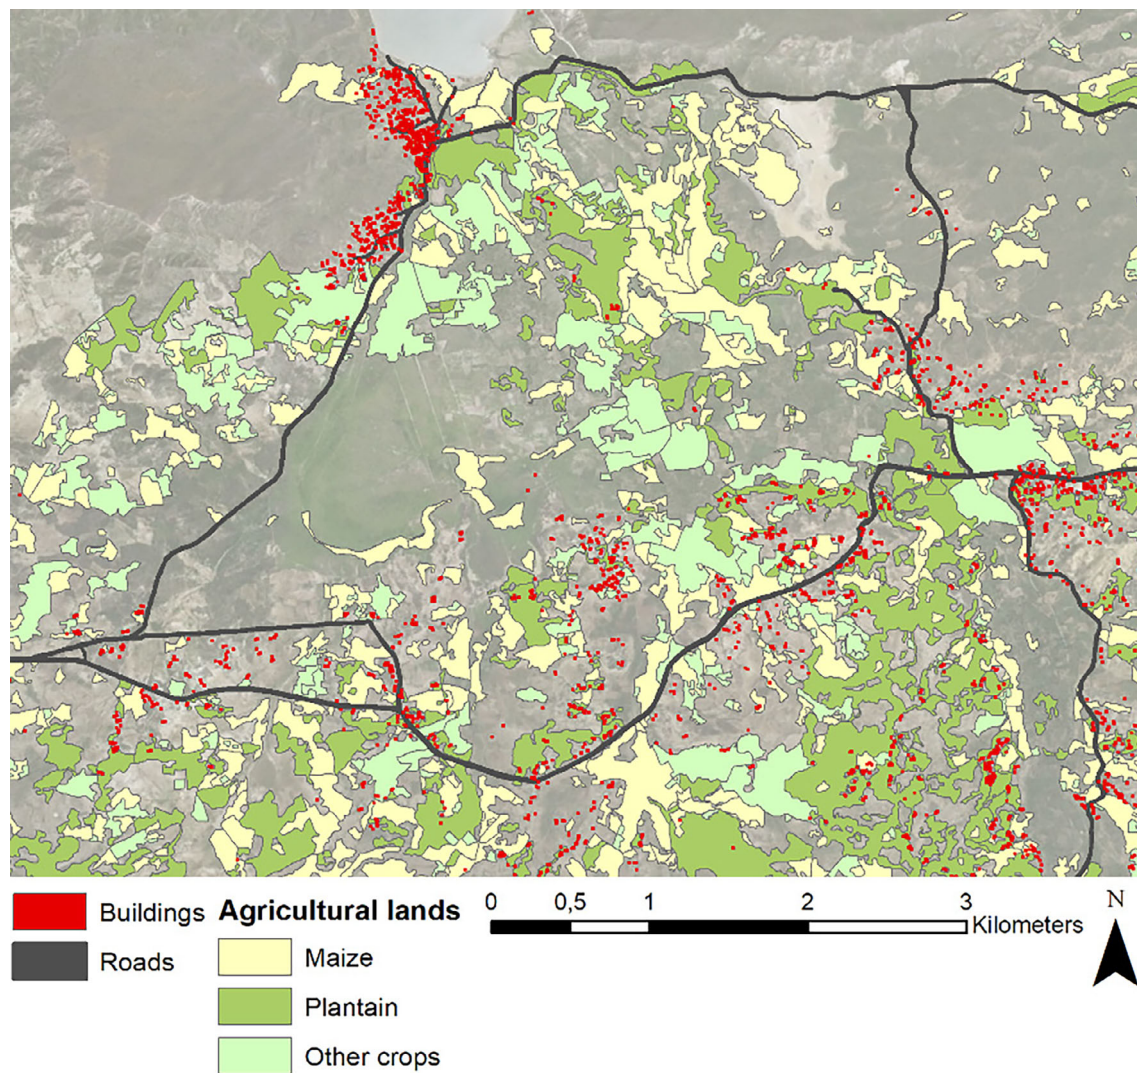 Buildings
Roads
Agricultural lands
Maize
Plantain
Other crops
0 0,5 1 2 3
Kilometers
N